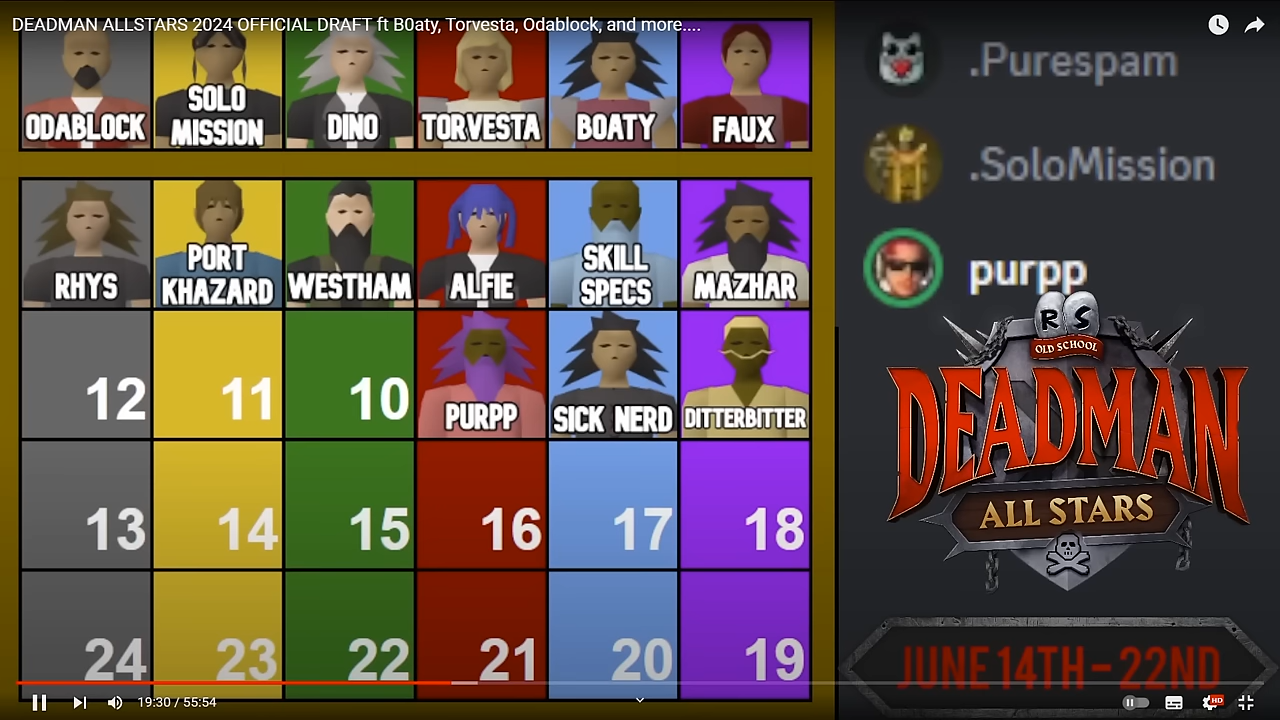 DEADMAN ALLSTARS 2024 OFFICIAL DRAFT ft B0aty, Torvesta, Odablock, and more....
ODABLOCK
SOLO
MISSION
DINO
TORVESTA
BOATY
FAUX
RHYS
PORT
KHAZARD
WESTHAM
ALFIE
SKILL
SPECS
MAZHAR
12
11
10
PURPP
SICK NERD
DITTERBITTER
13
14
15
16
17
18
24
23
22
21
20
19
.Purespam
.SoloMission
purpp
RS
OLD SCHOOL
DEADMAN
ALL STARS
JUNE 14TH - 22ND
19:30 / 55:54
HD